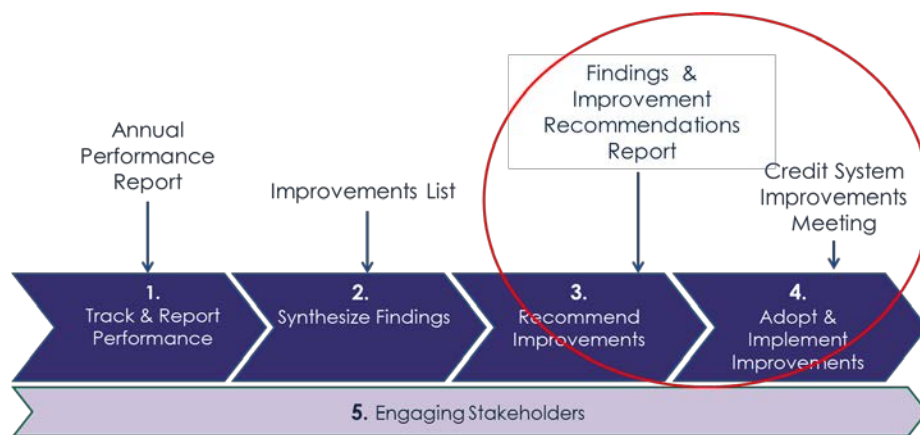 Annual
Performance
Report
Improvements List
Findings &
Improvement
Recommendations
Report
Credit System
Improvements
Meeting
1.
Track & Report
Performance
2.
Synthesize Findings
3.
Recommend
Improvements
4.
Adopt &
Implement
Improvements
5. Engaging Stakeholders